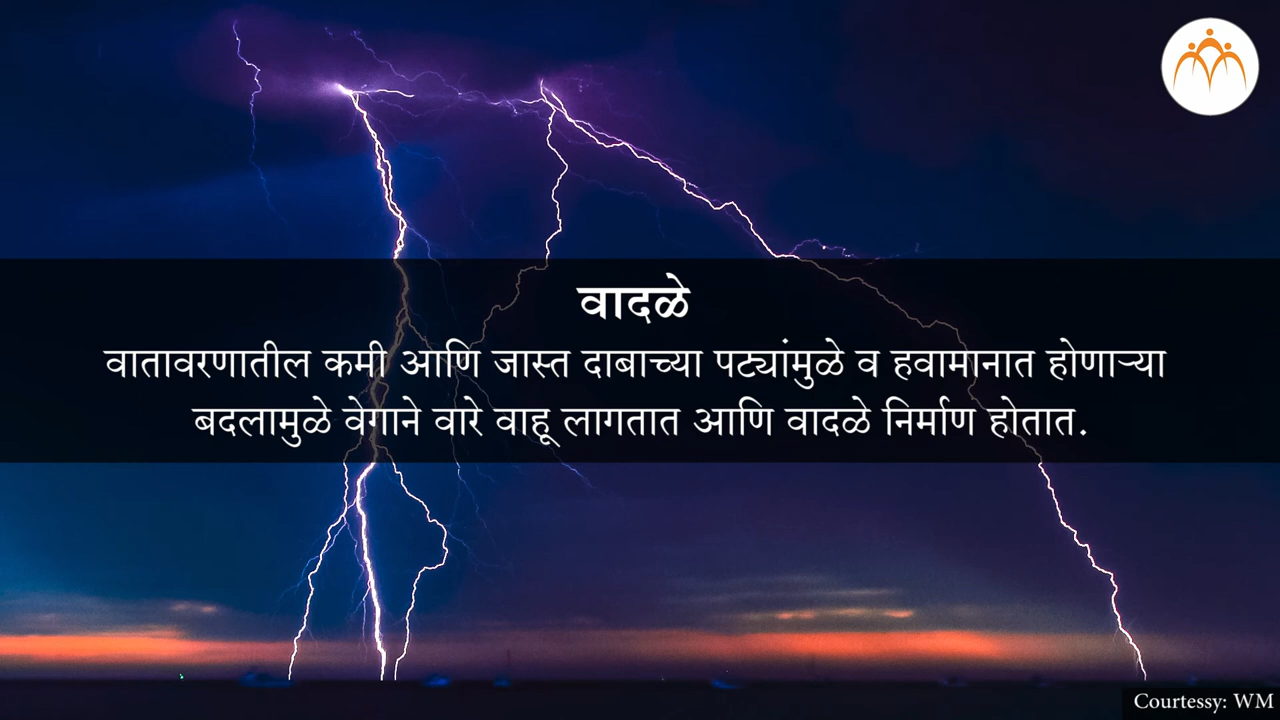 वादळे
वातावरणातील कमी आणि जास्त दाबाच्या पट्यांमुळे व हवामानात होणाऱ्या
बदलामुळे वेगाने वारे वाहू लागतात आणि वादळे निर्माण होतात.
Courtessy: WM